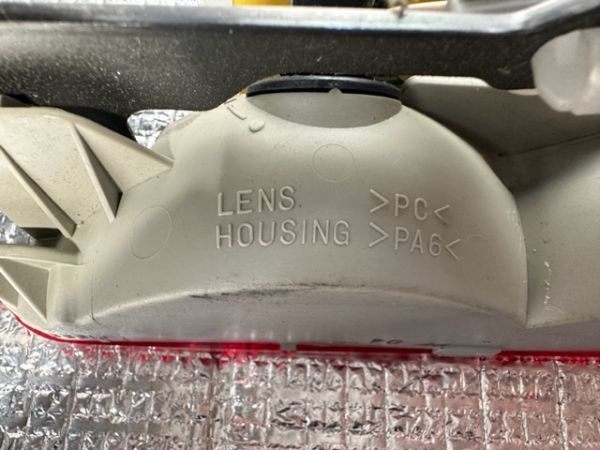 LENS >PC<
HOUSING >PA6<